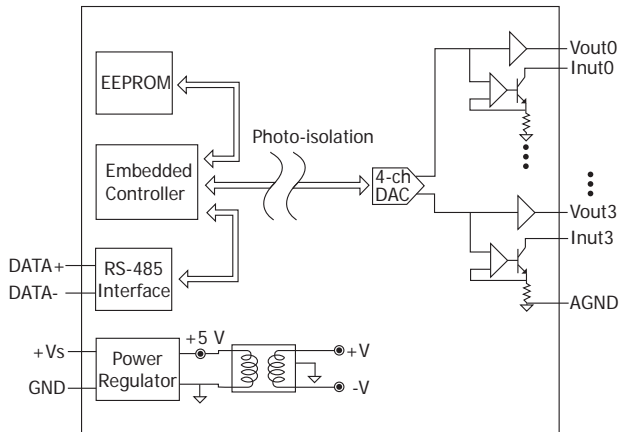 EEPROM
Photo-isolation
Embedded
Controller
4-ch
DAC
Vout0
Inut0
Vout3
Inut3
AGND
DATA+
DATA-
RS-485
Interface
+Vs
GND
Power
Regulator
+5 V
+V
-V